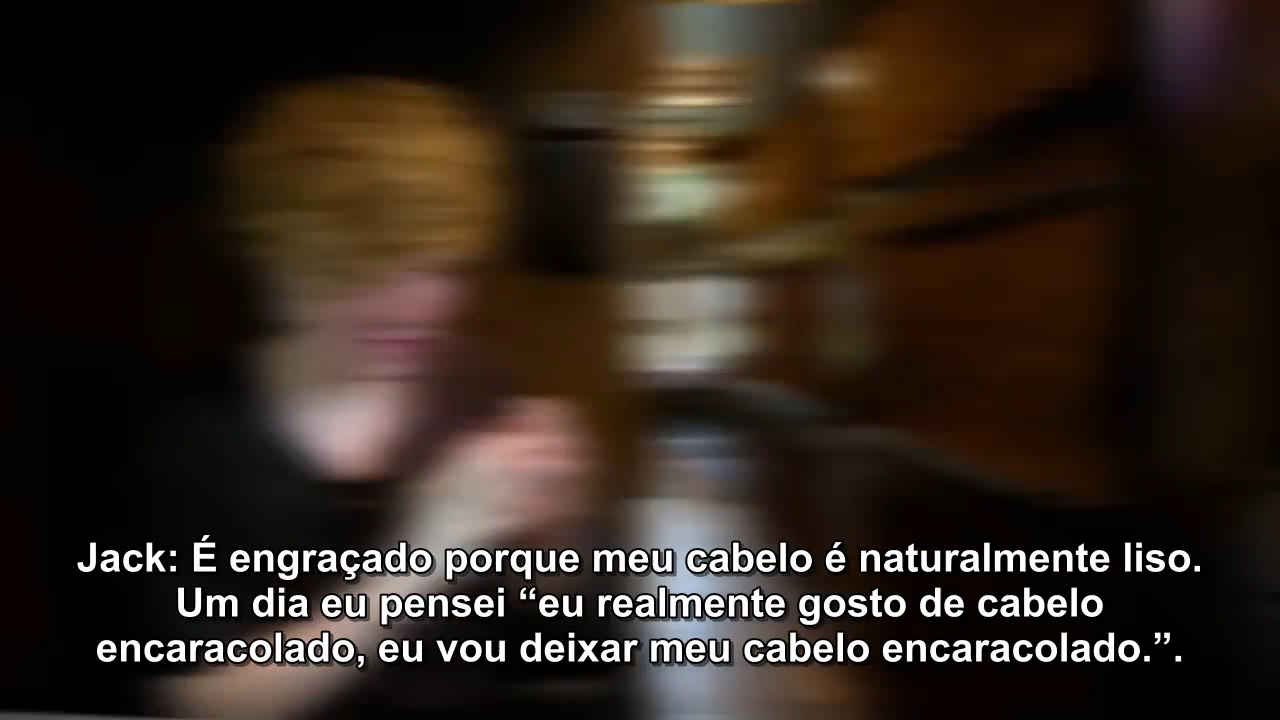 Jack: É engraçado porque meu cabelo é naturalmente liso.
Um dia eu pensei “eu realmente gosto de cabelo
encaracolado, eu vou deixar meu cabelo encaracolado.”.